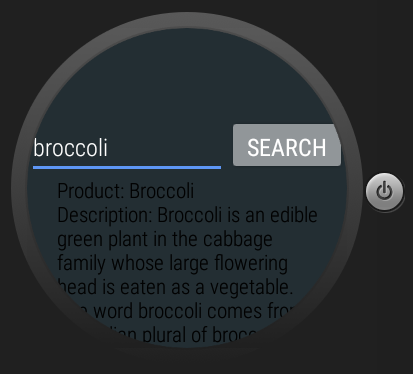 broccoli
SEARCH
Product: Broccoli
Description: Broccoli is an edible
green plant in the cabbage
family whose large flowering
head is eaten as a vegetable.
word broccoli comes from
plural of